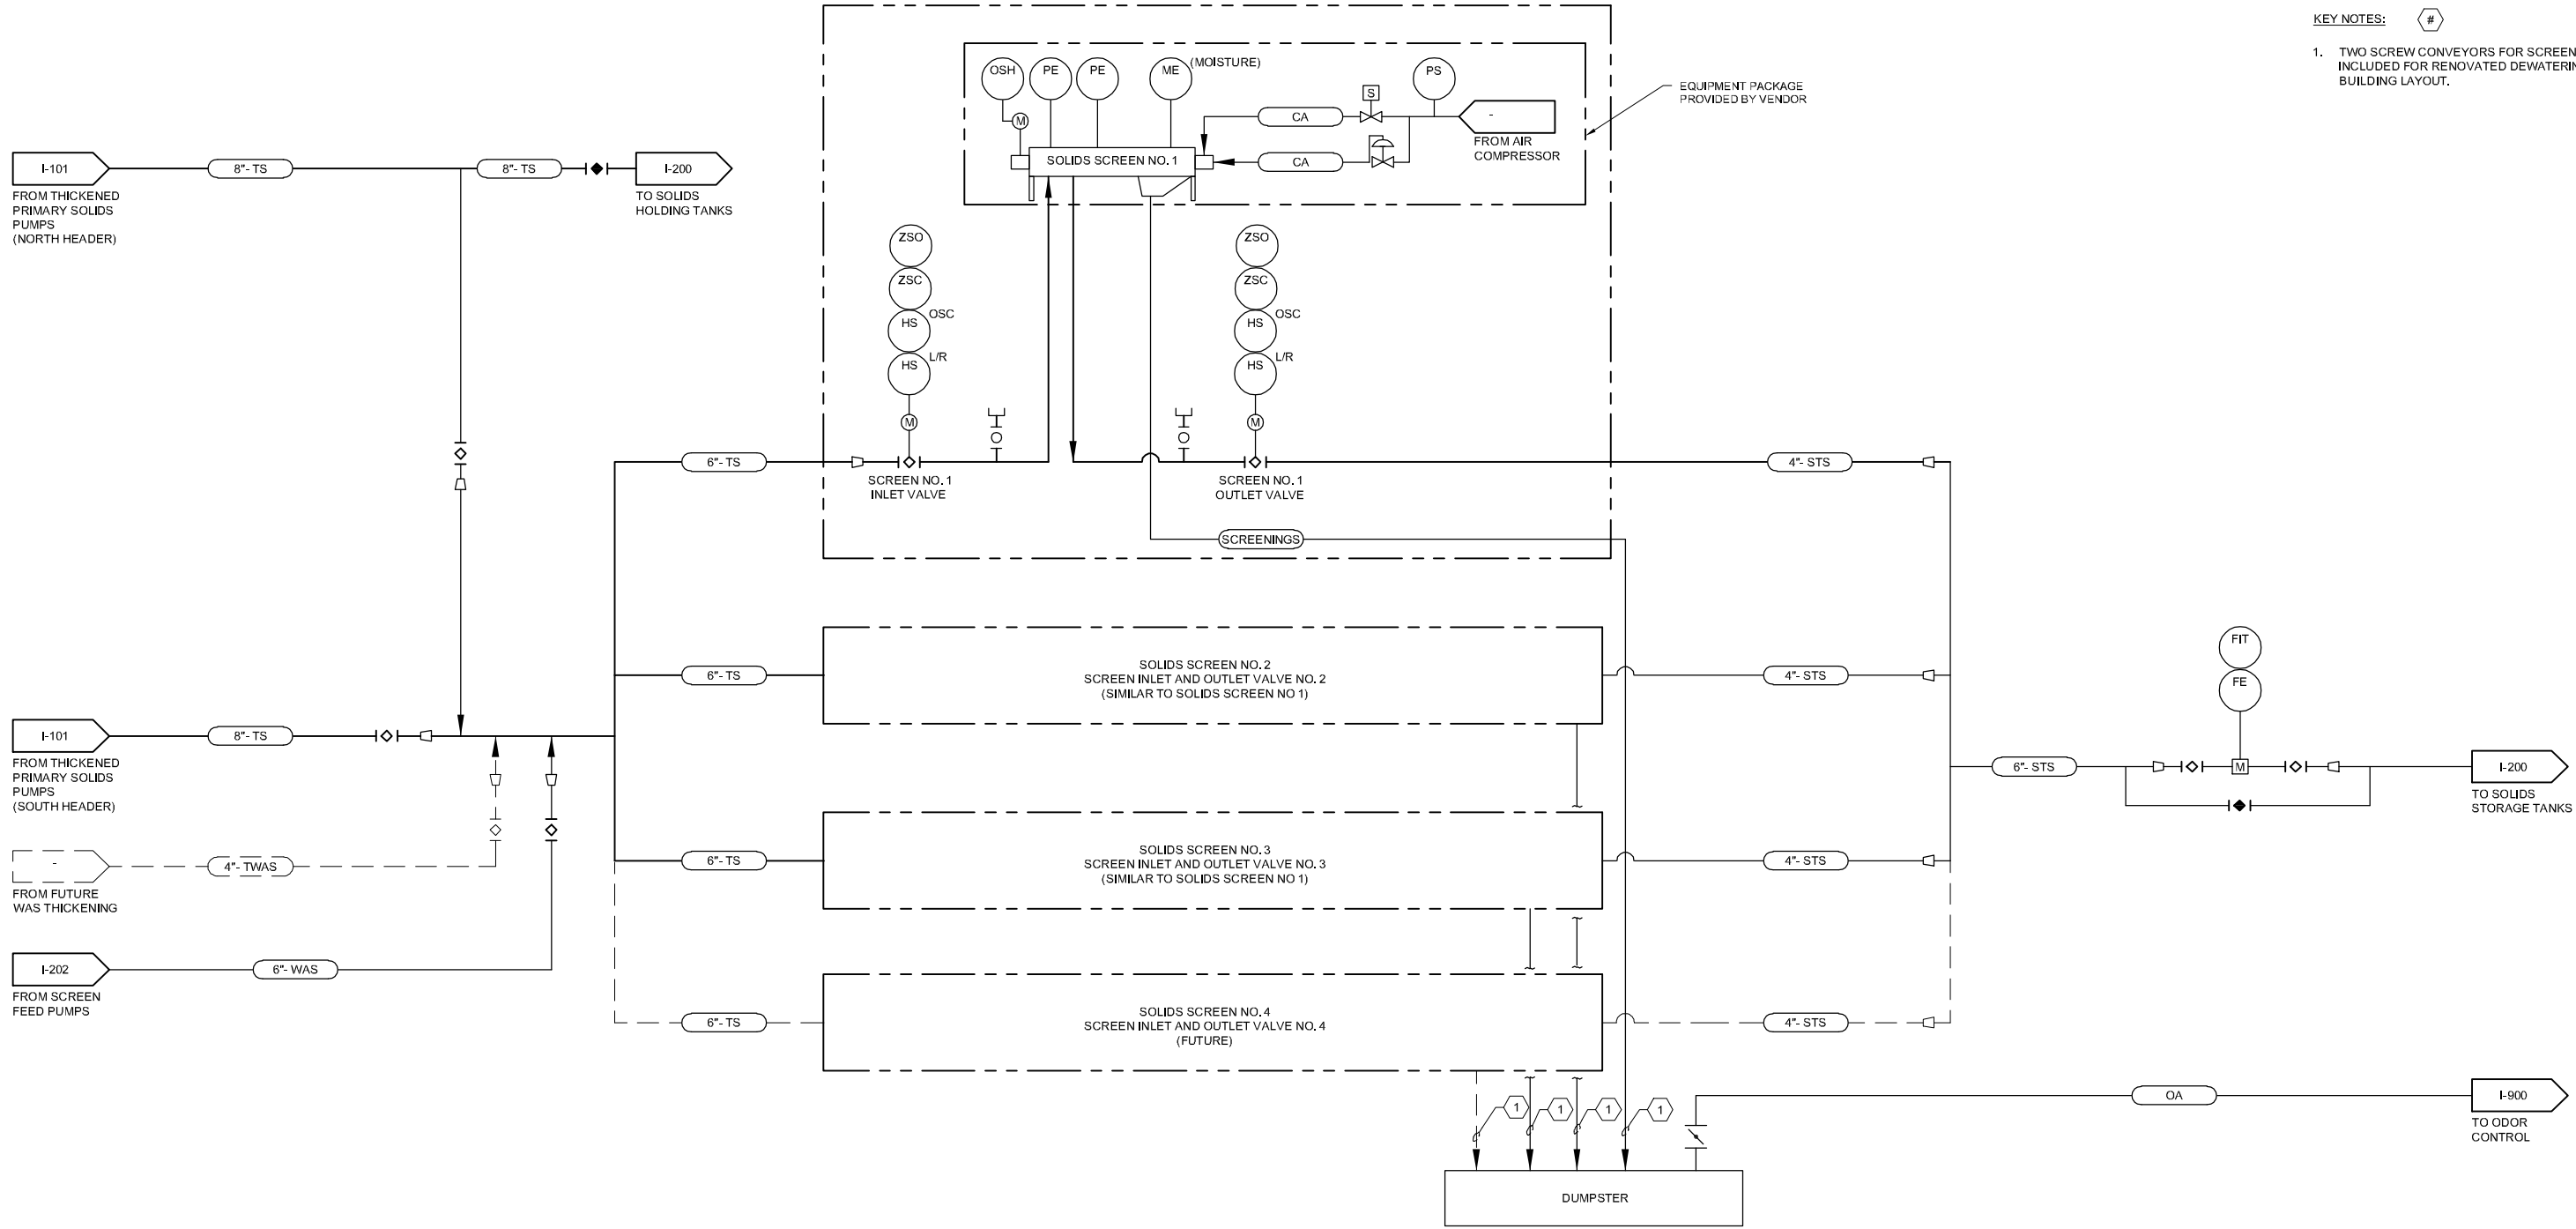 KEY NOTES: #
1. TWO SCREW CONVEYORS FOR SCREEN
INCLUDED FOR RENOVATED DEWATERIN
BUILDING LAYOUT.
EQUIPMENT PACKAGE
PROVIDED BY VENDOR
OSH
PE
PE
ME
(MOISTURE)
PS
S
M
CA
CA
-
FROM AIR
COMPRESSOR
SOLIDS SCREEN NO. 1
I-101
8"- TS
8"- TS
I-200
FROM THICKENED
PRIMARY SOLIDS
PUMPS
(NORTH HEADER)
TO SOLIDS
HOLDING TANKS
ZSO
ZSC
HS
OSC
HS
L/R
M
ZSO
ZSC
HS
OSC
HS
L/R
M
6"- TS
SCREEN NO. 1
INLET VALVE
SCREEN NO. 1
OUTLET VALVE
4"- STS
SCREENINGS
6"- TS
SOLIDS SCREEN NO. 2
SCREEN INLET AND OUTLET VALVE NO. 2
(SIMILAR TO SOLIDS SCREEN NO 1)
4"- STS
FIT
FE
M
I-101
8"- TS
FROM THICKENED
PRIMARY SOLIDS
PUMPS
(SOUTH HEADER)
6"- STS
I-200
TO SOLIDS
STORAGE TANKS
6"- TS
SOLIDS SCREEN NO. 3
SCREEN INLET AND OUTLET VALVE NO. 3
(SIMILAR TO SOLIDS SCREEN NO 1)
4"- STS
-
4"- TWAS
FROM FUTURE
WAS THICKENING
I-202
6"- WAS
FROM SCREEN
FEED PUMPS
6"- TS
SOLIDS SCREEN NO. 4
SCREEN INLET AND OUTLET VALVE NO. 4
(FUTURE)
4"- STS
1
1
1
1
OA
I-900
TO ODOR
CONTROL
DUMPSTER